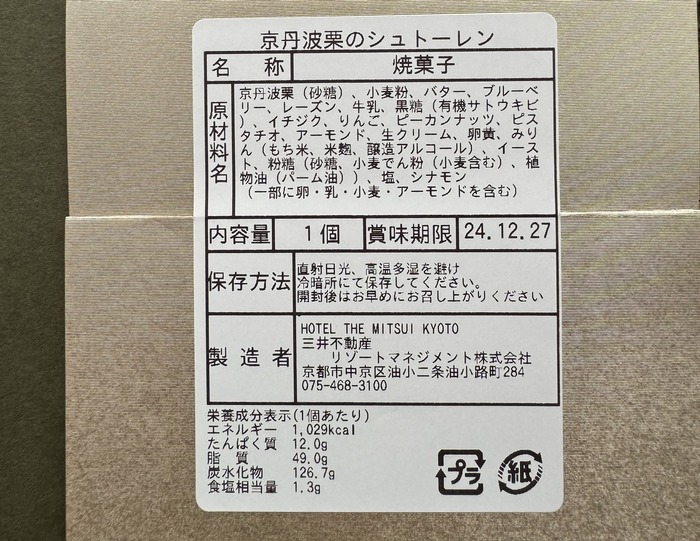 京丹波栗のシュトーレン
名 称 焼菓子
原材料名
京丹波栗（砂糖）、小麦粉、バター、ブルーベ
リー、レーズン、牛乳、黒糖（有機サトウキビ
）、イチジク、りんご、ピーカンナッツ、ピス
タチオ、アーモンド、生クリーム、卵黄、みり
ん（もち米、米麹、醸造アルコール）、イース
ト、粉糖（砂糖、小麦でん粉（小麦含む）、植
物油（パーム油））、塩、シナモン
（一部に卵・乳・小麦・アーモンドを含む）
内容量 1個 賞味期限 24.12.27
保存方法
直射日光、高温多湿を避け
冷暗所にて保存してください。
開封後はお早めにお召し上がりください
製造者
HOTEL THE MITSUI KYOTO
三井不動産
リゾートマネジメント株式会社
京都市中京区油小二条油小路町284
075-468-3100
栄養成分表示(1個あたり)
エネルギー 1,029kcal
たんぱく質 12.0g
脂 質 49.0g
炭水化物 126.7g
食塩相当量 1.3g
プラ 紙